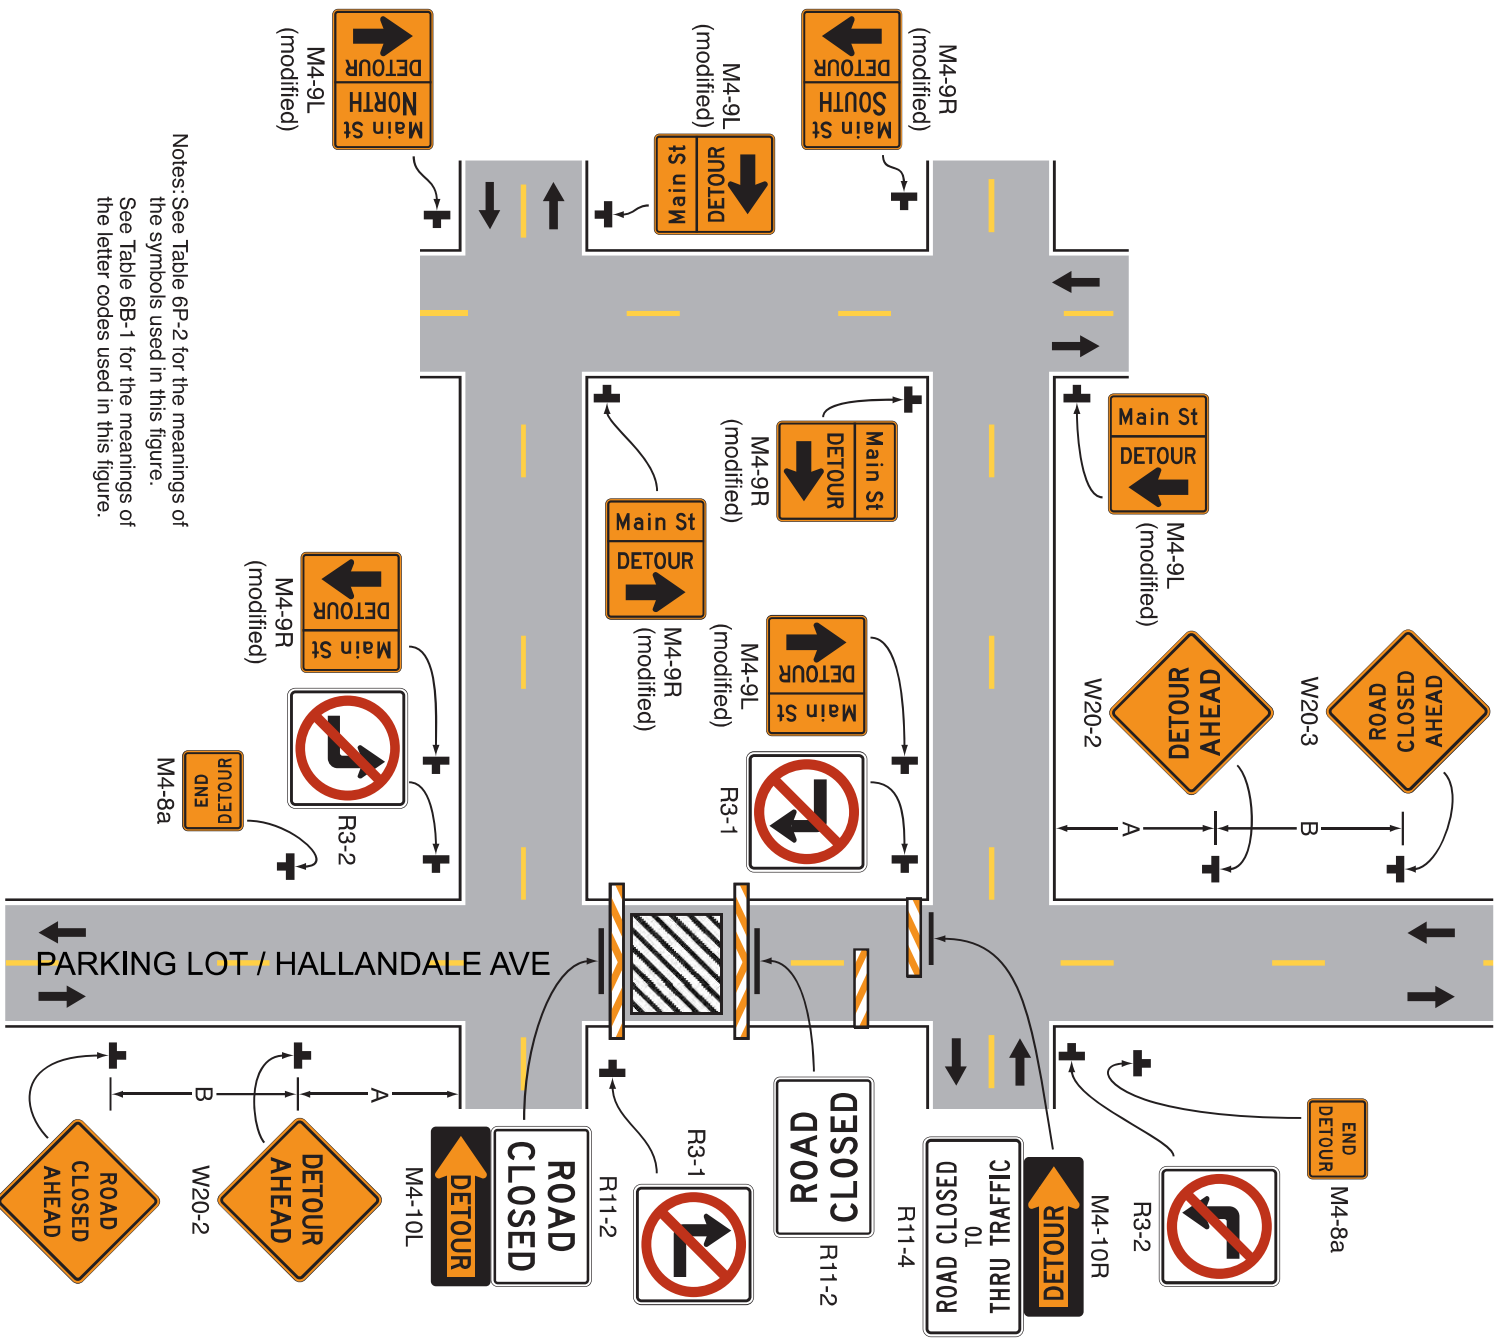 Main St
NORTH
DETOUR
M4-9L
(modified)
DETOUR
Main St
M4-9L
(modified)
Main St
SOUTH
DETOUR
M4-9R
(modified)
Notes: See Table 6P-2 for the meanings of
the symbols used in this figure.
See Table 6B-1 for the meanings of
the letter codes used in this figure.
Main St
DETOUR
M4-9R
(modified)
Main St
DETOUR
M4-9L
(modified)
Main St
DETOUR
M4-9R
(modified)
Main St
DETOUR
M4-9R
(modified)
Main St
DETOUR
M4-9L
(modified)
DETOUR
AHEAD
W20-2
ROAD
CLOSED
AHEAD
W20-3
R3-2
END
DETOUR
M4-8a
R3-1
A
B
PARKING LOT / HALLANDALE AVE
B
A
ROAD
CLOSED
AHEAD
DETOUR
AHEAD
W20-2
ROAD
CLOSED
R11-2
DETOUR
M4-10L
R3-1
ROAD
CLOSED
R11-2
ROAD CLOSED
TO
THRU TRAFFIC
R11-4
DETOUR
M4-10R
R3-2
END
DETOUR
M4-8a